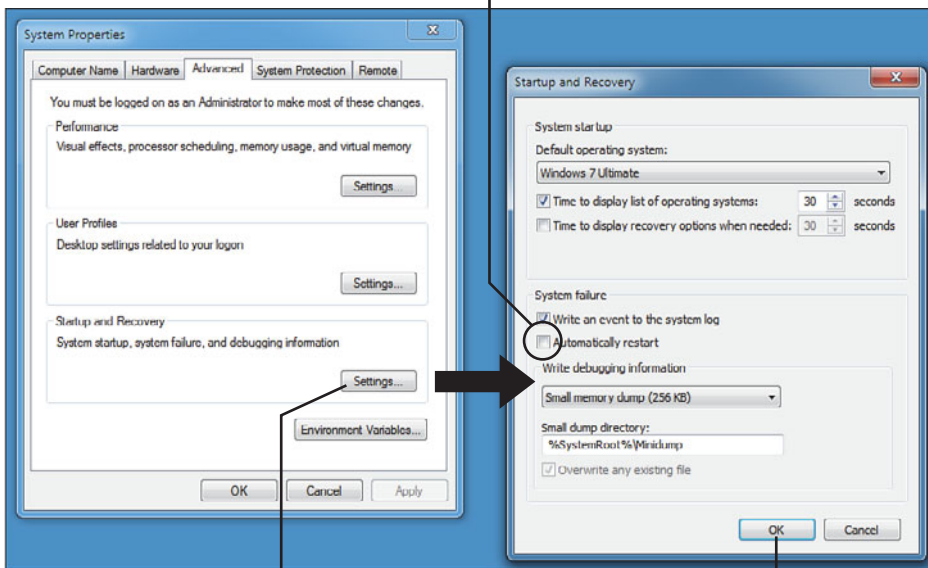 System Properties
Computer Name Hardware Advanced System Protection Remote
You must be logged on as an Administrator to make most of these changes.
Performance
Visual effects, processor scheduling, memory usage, and virtual memory
Settings...
User Profiles
Desktop settings related to your logon
Settings...
Startup and Recovery
System startup, system failure, and debugging information
Settings...
Environment Variables...
OK Cancel Apply
Startup and Recovery
System startup
Default operating system:
Windows 7 Ultimate
Time to display list of operating systems: 30 seconds
Time to display recovery options when needed: 30 seconds
System failure
Write an event to the system log
Automatically restart
Write debugging information
Small memory dump (256 KB)
Small dump directory:
%SystemRoot%\Minidump
Overwrite any existing file
OK Cancel